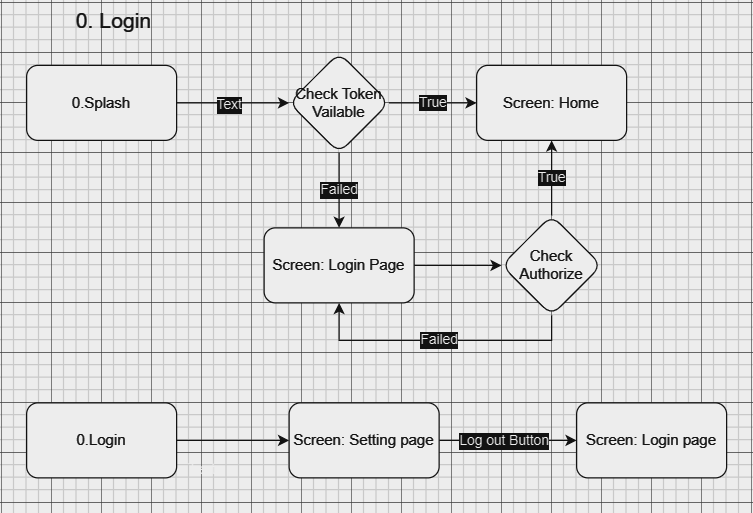 0. Login
0.Splash
Text
Check Token
Vailable
True
Screen: Home
Failed
True
Screen: Login Page
Check
Authorize
Failed
0.Login
Screen: Setting page
Log out Button
Screen: Login page